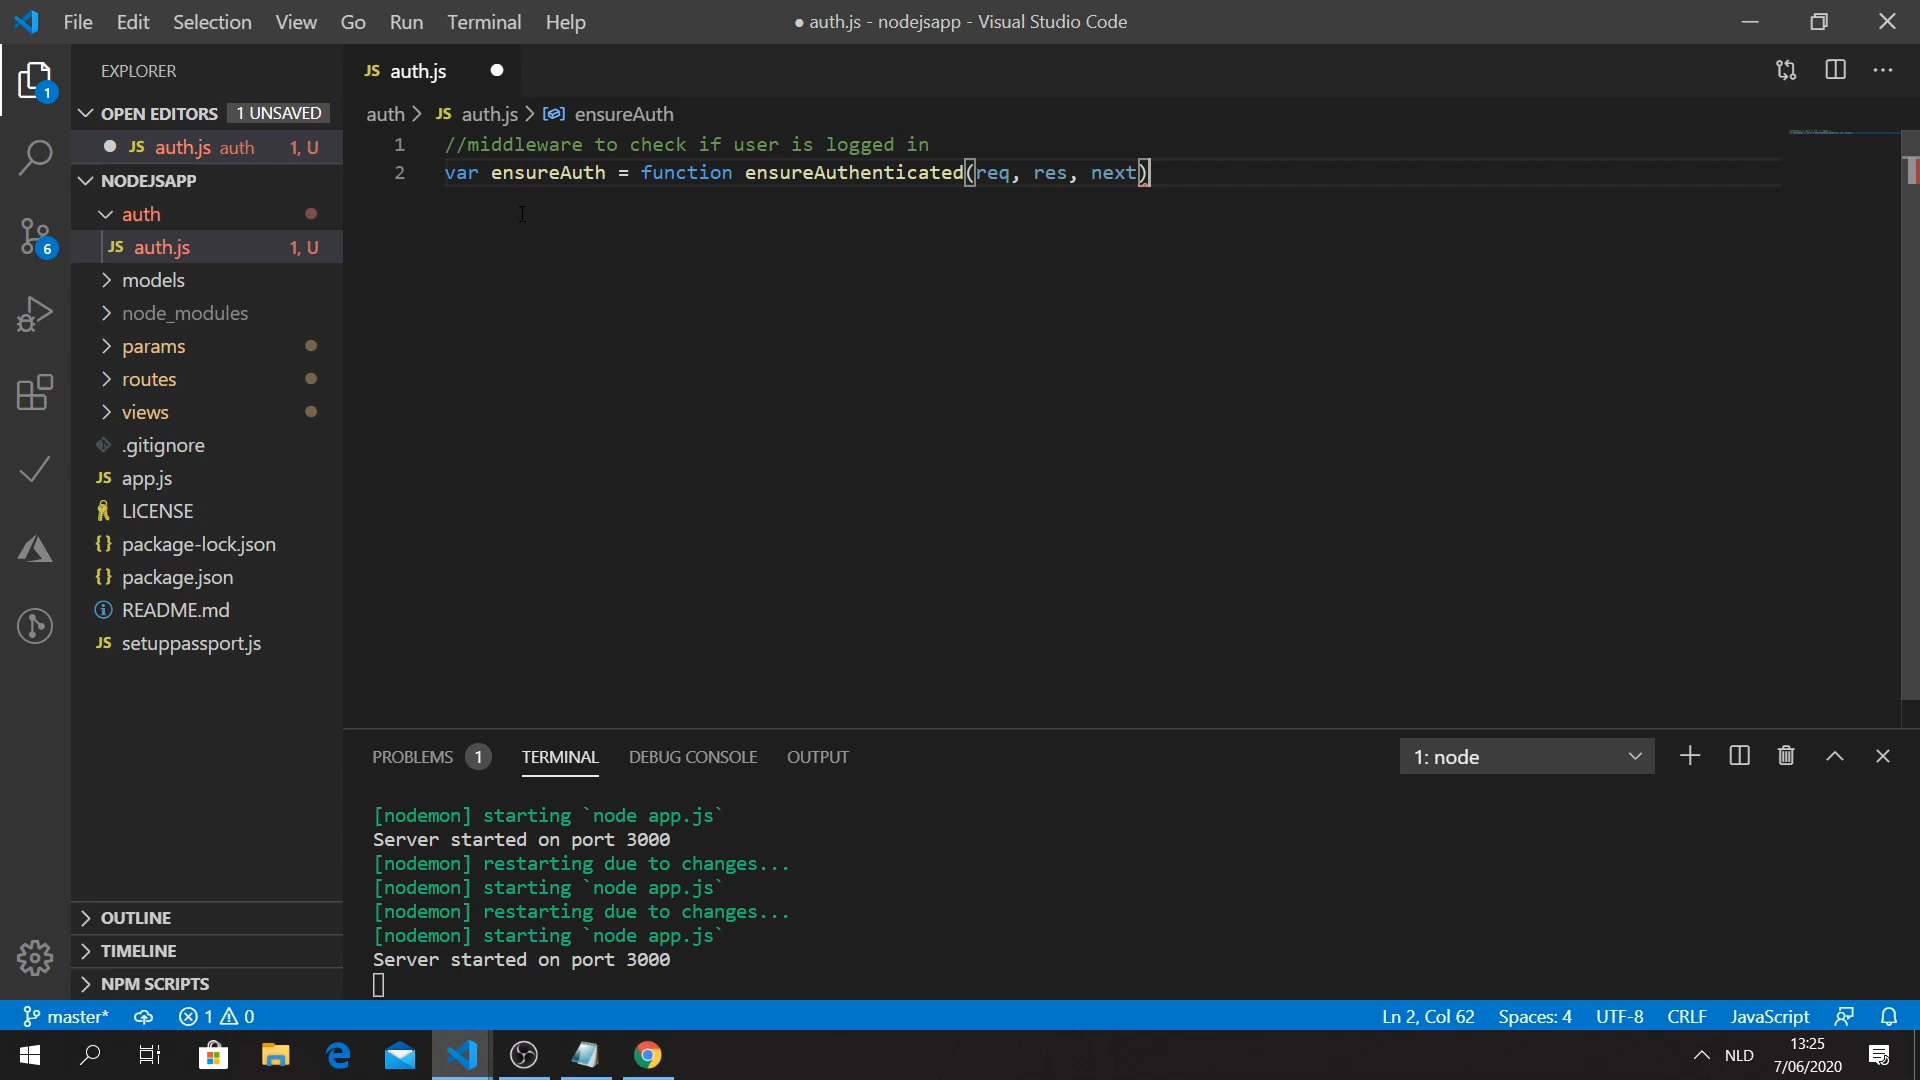 File Edit Selection View Go Run Terminal Help
● auth.js - nodejsapp - Visual Studio Code
EXPLORER
OPEN EDITORS 1 UNSAVED
JS auth.js auth 1, U
NODEJSAPP
auth
JS auth.js 1, U
models
node_modules
params
routes
views
.gitignore
JS app.js
LICENSE
{} package-lock.json
{} package.json
README.md
JS setuppassport.js
OUTLINE
TIMELINE
NPM SCRIPTS
1
6
JS auth.js
auth > JS auth.js > ensureAuth
1 //middleware to check if user is logged in
2 var ensureAuth = function ensureAuthenticated(req, res, next)
PROBLEMS 1 TERMINAL DEBUG CONSOLE OUTPUT
1: node
[nodemon] starting `node app.js`
Server started on port 3000
[nodemon] restarting due to changes...
[nodemon] starting `node app.js`
[nodemon] restarting due to changes...
[nodemon] starting `node app.js`
Server started on port 3000
master* 1 0
Ln 2, Col 62 Spaces: 4 UTF-8 CRLF JavaScript
NLD
13:25
7/06/2020